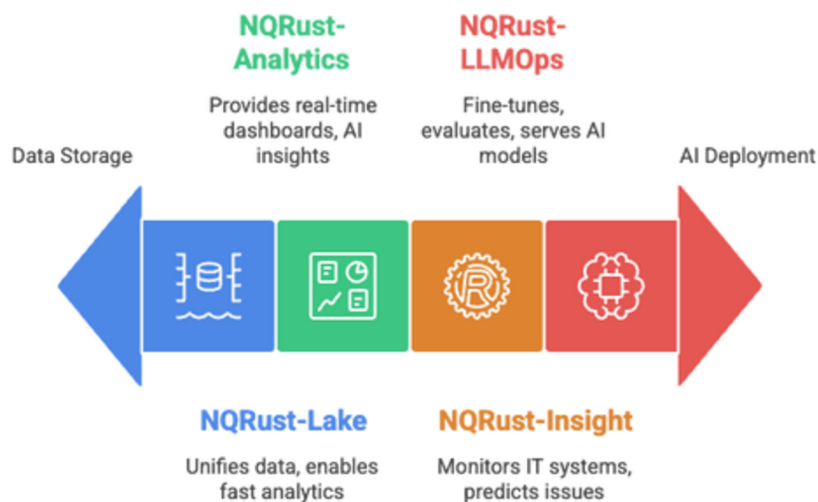 NQRust-
Analytics
Provides real-time
dashboards, AI
insights
NQRust-
LLMOps
Fine-tunes,
evaluates, serves AI
models
Data Storage
AI Deployment
R
NQRust-Lake
Unifies data, enables
fast analytics
NQRust-Insight
Monitors IT systems,
predicts issues